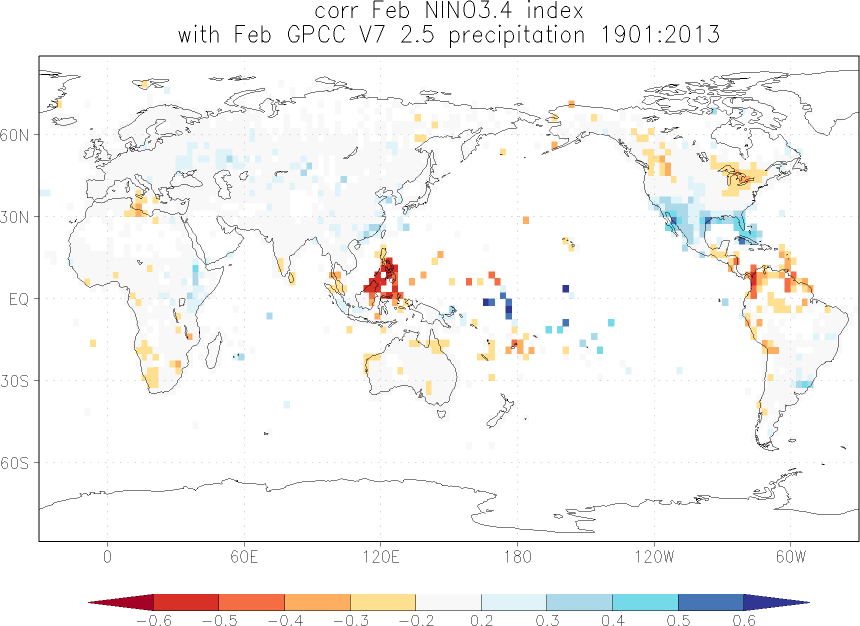 corr Feb NINO3.4 index
with Feb GPCC V7 2.5 precipitation 1901:2013
60N
30N
EQ
30S
60S
0 60E 120E 180 120W 60W
-0.6 -0.5 -0.4 -0.3 -0.2 0.2 0.3 0.4 0.5 0.6